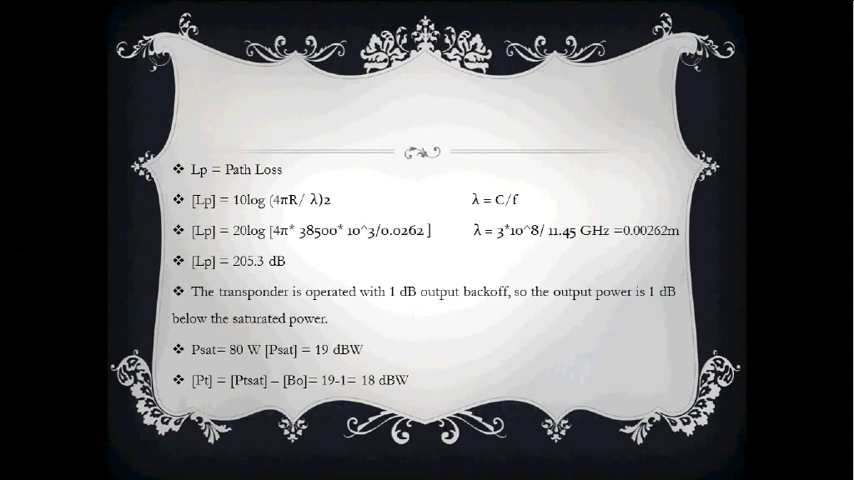 ❖ Lp = Path Loss
❖ [Lp] = 10log (4πR/ λ)2 λ = C/f
❖ [Lp] = 20log [4π* 38500* 10^3/0.0262 ] λ = 3*10^8/ 11.45 GHz =0.00262m
❖ [Lp] = 205.3 dB
❖ The transponder is operated with 1 dB output backoff, so the output power is 1 dB
below the saturated power.
❖ Psat= 80 W [Psat] = 19 dBW
❖ [Pt] = [Ptsat] – [Bo]= 19-1= 18 dBW